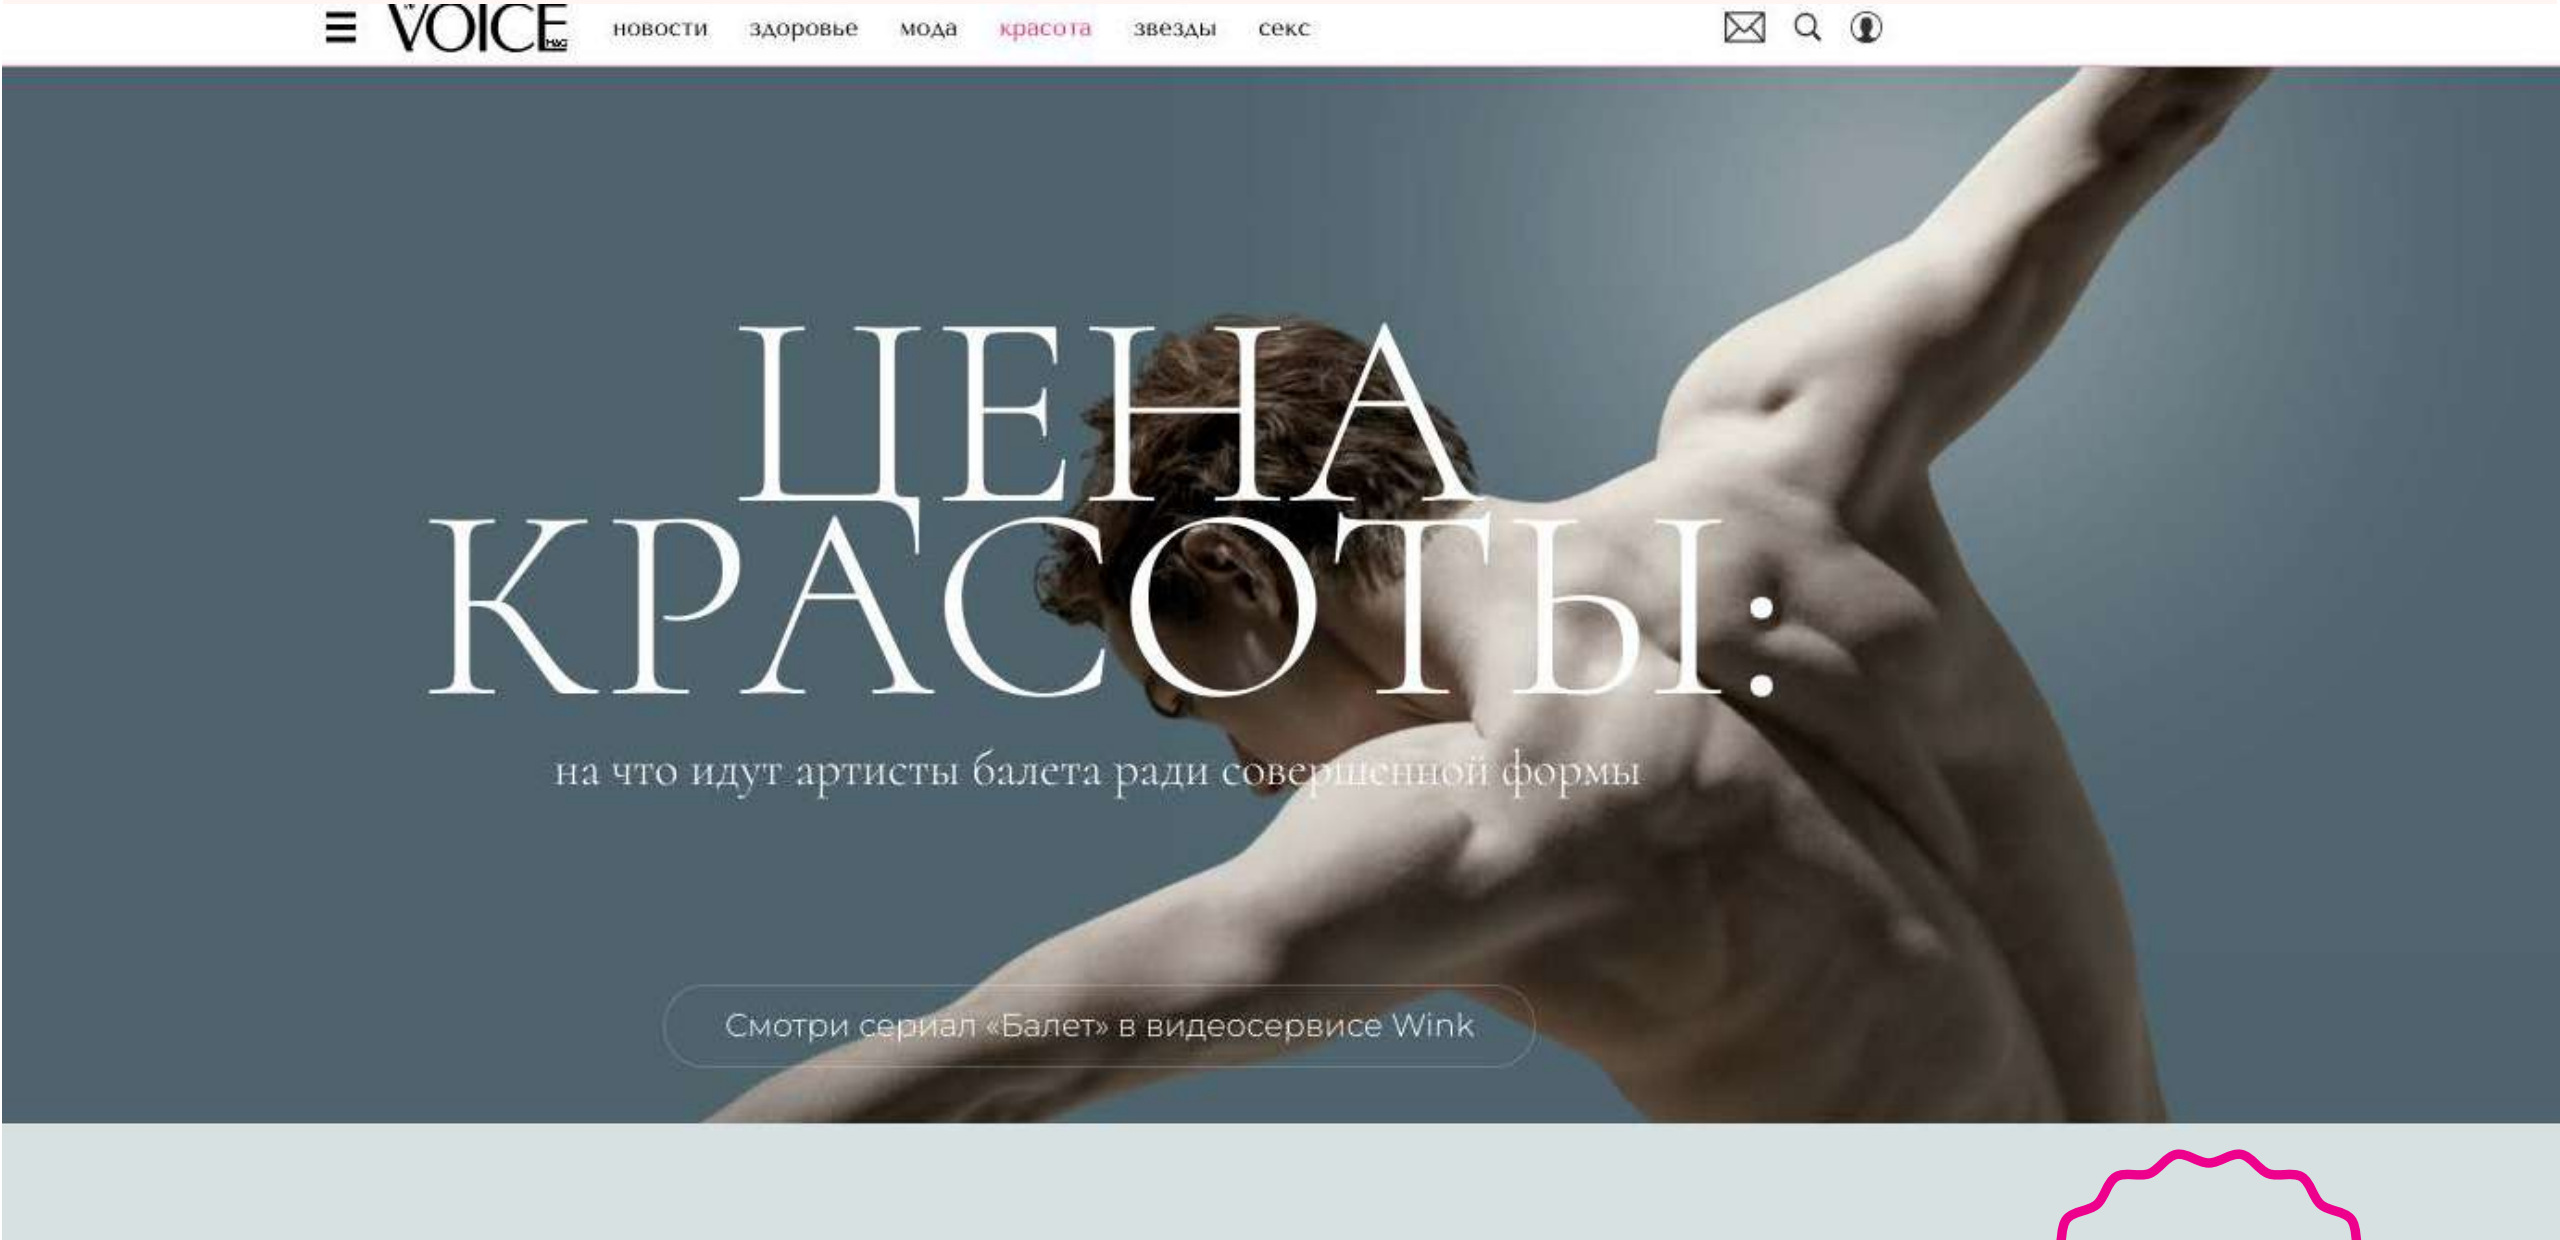 VOICE
MAG
новости здоровье мода красота звезды секс
ЦЕНА
КРАСОТЫ:
на что идут артисты балета ради совершенной формы
Смотри сериал «Балет» в видеосервисе Wink